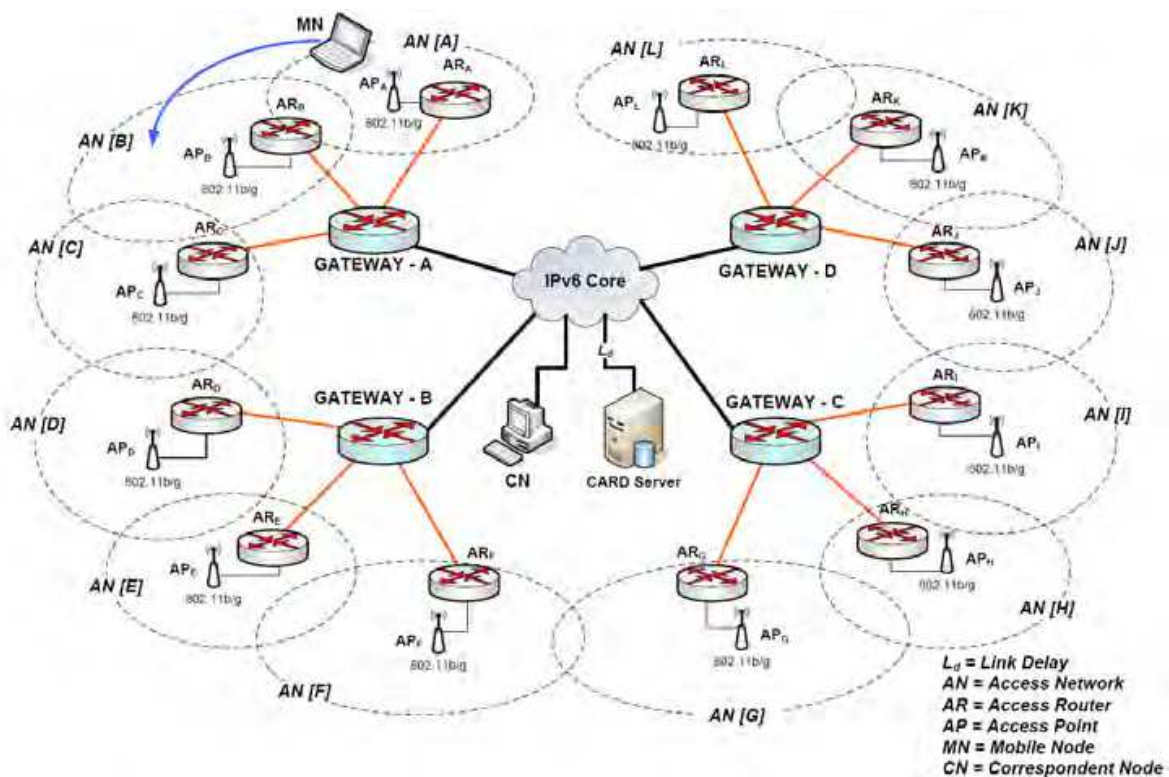 MN
AN [A]
AR_A
AP_A
802.11b/g
AN [L]
AR_L
AP_L
802.11b/g
AN [K]
AR_K
802.11b/g
AN [B]
AR_B
802.11b/g
AN [C]
AP_C
802.11b/g
GATEWAY - A
IPv6 Core
GATEWAY - D
AR_J
AN [J]
AP_J
802.11b/g
L_d
AN [D]
AR_D
802.11b/g
GATEWAY - B
CN
CARD Server
GATEWAY - C
AR_I
AN [I]
AP_I
802.11b/g
AN [E]
AR_E
AP_E
802.11b/g
AR_F
AP_F
802.11b/g
AN [F]
AR_G
AP_G
802.11b/g
AN [G]
AR_H
AP_H
802.11b/g
AN [H]
L_d = Link Delay
AN = Access Network
AR = Access Router
AP = Access Point
MN = Mobile Node
CN = Correspondent Node